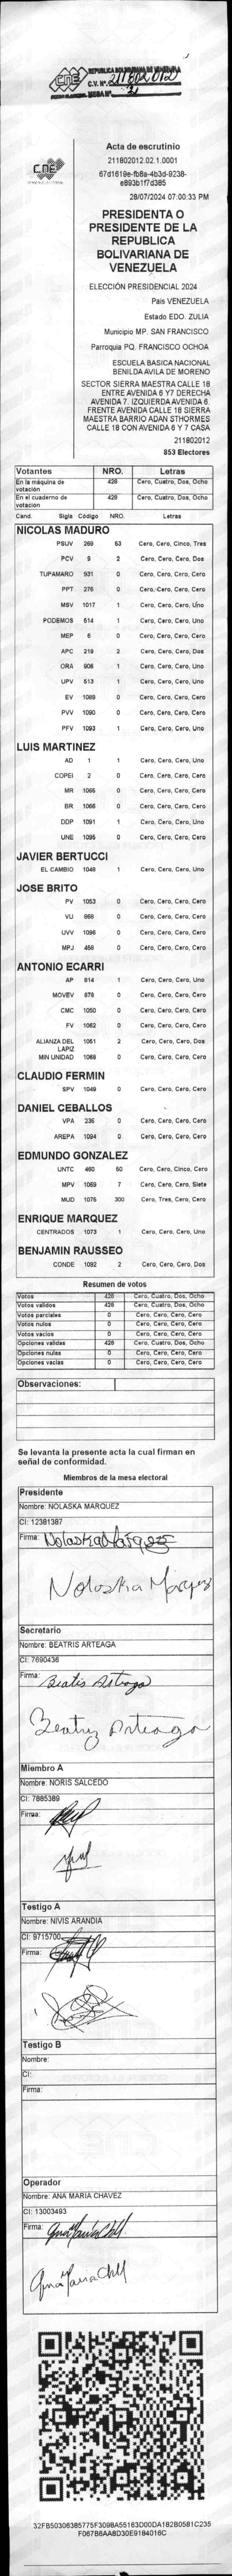 CNE
REPUBLICA BOLIVARIANA DE VENEZUELA
C.V. Nº. 211802012
MESA Nº
CNE
Acta de escrutinio
211802012.02.1.0001
67d1619e-fb8a-4b3d-9238-
e893b1f7d385
28/07/2024 07:00:33 PM
PRESIDENTA O
PRESIDENTE DE LA
REPUBLICA
BOLIVARIANA DE
VENEZUELA
ELECCIÓN PRESIDENCIAL 2024
País VENEZUELA
Estado EDO. ZULIA
Municipio MP. SAN FRANCISCO
Parroquia PQ. FRANCISCO OCHOA
ESCUELA BASICA NACIONAL
BENILDA AVILA DE MORENO
SECTOR SIERRA MAESTRA CALLE 18
ENTRE AVENIDA 6 Y7 DERECHA
AVENIDA 7. IZQUIERDA AVENIDA 6.
FRENTE AVENIDA CALLE 18 SIERRA
MAESTRA BARRIO ADAN STHORMES
CALLE 18 CON AVENIDA 6 Y 7 CASA
211802012
853 Electores
Votantes NRO. Letras
En la máquina de votación 428 Cero, Cuatro, Dos, Ocho
En el cuaderno de votación 428 Cero, Cuatro, Dos, Ocho
Cand. Sigla Código NRO. Letras
NICOLAS MADURO
PSUV 269 53 Cero, Cero, Cinco, Tres
PCV 9 2 Cero, Cero, Cero, Dos
TUPAMARO 931 0 Cero, Cero, Cero, Cero
PPT 276 0 Cero, Cero, Cero, Cero
MSV 1017 1 Cero, Cero, Cero, Uno
PODEMOS 614 1 Cero, Cero, Cero, Uno
MEP 6 0 Cero, Cero, Cero, Cero
APC 219 2 Cero, Cero, Cero, Dos
ORA 906 1 Cero, Cero, Cero, Uno
UPV 513 1 Cero, Cero, Cero, Uno
EV 1089 0 Cero, Cero, Cero, Cero
PVV 1090 0 Cero, Cero, Cero, Cero
PFV 1093 1 Cero, Cero, Cero, Uno
LUIS MARTINEZ
AD 1 1 Cero, Cero, Cero, Uno
COPEI 2 0 Cero, Cero, Cero, Cero
MR 1065 0 Cero, Cero, Cero, Cero
BR 1066 0 Cero, Cero, Cero, Cero
DDP 1091 1 Cero, Cero, Cero, Uno
UNE 1095 0 Cero, Cero, Cero, Cero
JAVIER BERTUCCI
EL CAMBIO 1048 1 Cero, Cero, Cero, Uno
JOSE BRITO
PV 1053 0 Cero, Cero, Cero, Cero
VU 868 0 Cero, Cero, Cero, Cero
UVV 1096 0 Cero, Cero, Cero, Cero
MPJ 458 0 Cero, Cero, Cero, Cero
ANTONIO ECARRI
AP 814 1 Cero, Cero, Cero, Uno
MOVEV 878 0 Cero, Cero, Cero, Cero
CMC 1050 0 Cero, Cero, Cero, Cero
FV 1062 0 Cero, Cero, Cero, Cero
ALIANZA DEL LAPIZ 1051 2 Cero, Cero, Cero, Dos
MIN UNIDAD 1068 0 Cero, Cero, Cero, Cero
CLAUDIO FERMIN
SPV 1049 0 Cero, Cero, Cero, Cero
DANIEL CEBALLOS
VPA 236 0 Cero, Cero, Cero, Cero
AREPA 1094 0 Cero, Cero, Cero, Cero
EDMUNDO GONZALEZ
UNTC 460 50 Cero, Cero, Cinco, Cero
MPV 1069 7 Cero, Cero, Cero, Siete
MUD 1075 300 Cero, Tres, Cero, Cero
ENRIQUE MARQUEZ
CENTRADOS 1073 1 Cero, Cero, Cero, Uno
BENJAMIN RAUSSEO
CONDE 1092 2 Cero, Cero, Cero, Dos
Resumen de votos
Votos 428 Cero, Cuatro, Dos, Ocho
Votos validos 428 Cero, Cuatro, Dos, Ocho
Votos parciales 0 Cero, Cero, Cero, Cero
Votos nulos 0 Cero, Cero, Cero, Cero
Votos vacios 0 Cero, Cero, Cero, Cero
Opciones validas 428 Cero, Cuatro, Dos, Ocho
Opciones nulas 0 Cero, Cero, Cero, Cero
Opciones vacias 0 Cero, Cero, Cero, Cero
Observaciones:
Se levanta la presente acta la cual firman en
señal de conformidad.
Miembros de la mesa electoral
Presidente
Nombre: NOLASKA MARQUEZ
CI: 12381387
Firma: Nolaska Marquez
Nolaska Marquez
Secretario
Nombre: BEATRIS ARTEAGA
CI: 7690436
Firma: Beatris Arteaga
Beatriz Arteaga
Miembro A
Nombre: NORIS SALCEDO
CI: 7885389
Firma:
Testigo A
Nombre: NIVIS ARANDIA
CI: 9715700
Firma:
Testigo B
Nombre:
CI:
Firma:
Operador
Nombre: ANA MARIA CHAVEZ
CI: 13003493
Firma: Ana Maria Ch
Ana Maria Ch
32FB50306385775F3098A55163D00DA182B0581C235
F067B6AA8D30E9184016C